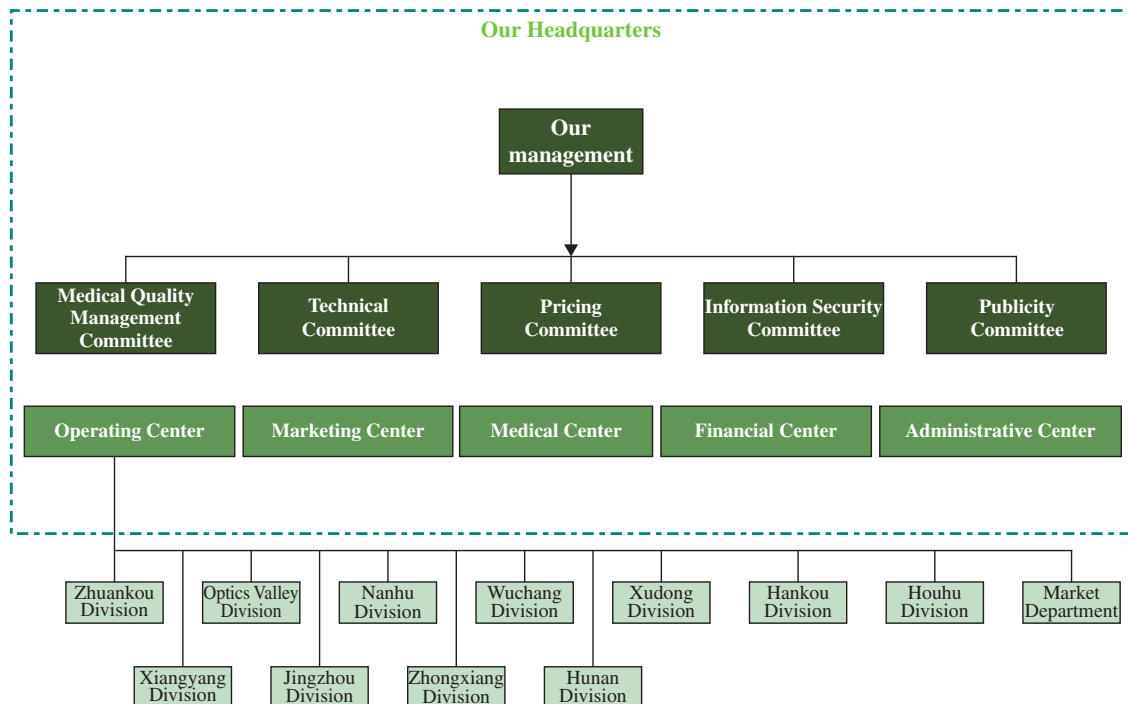 Our Headquarters
Our
management
Medical Quality
Management
Committee
Technical
Committee
Pricing
Committee
Information Security
Committee
Publicity
Committee
Operating Center
Marketing Center
Medical Center
Financial Center
Administrative Center
Zhuankou
Division
Optics Valley
Division
Nanhu
Division
Wuchang
Division
Xudong
Division
Hankou
Division
Houhu
Division
Market
Department
Xiangyang
Division
Jingzhou
Division
Zhongxiang
Division
Hunan
Division